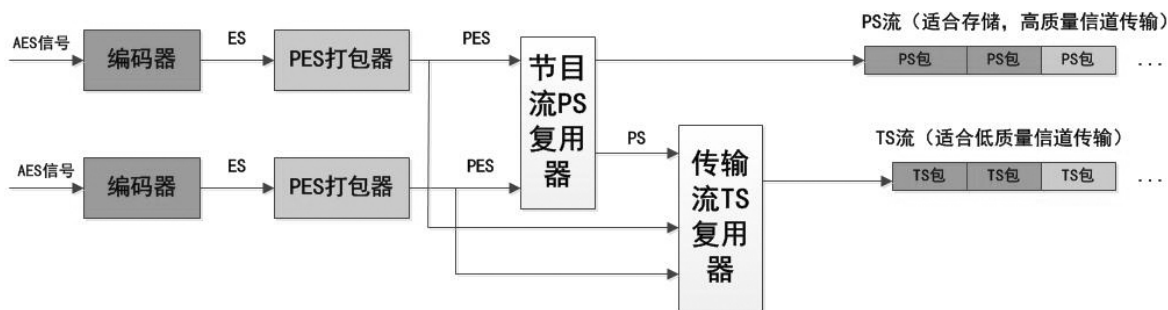 PS流（适合存储，高质量信道传输）
AES信号
编码器
ES
PES打包器
PES
节目
流PS
复用
器
PS包 PS包 PS包 ...
TS流（适合低质量信道传输）
PS
传输
流TS
复用
器
AES信号
编码器
ES
PES打包器
PES
TS包 TS包 TS包 ...